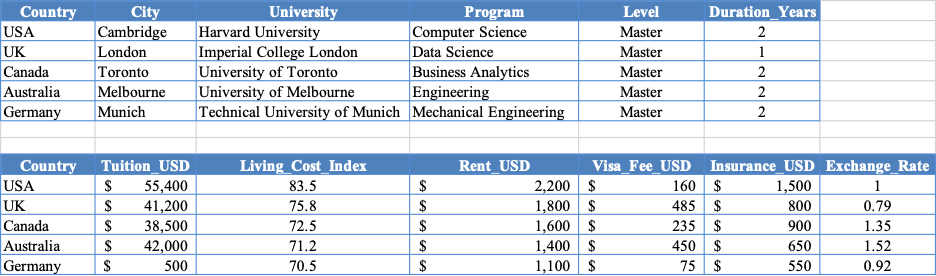 Country City University Program Level Duration_Years
USA Cambridge Harvard University Computer Science Master 2
UK London Imperial College London Data Science Master 1
Canada Toronto University of Toronto Business Analytics Master 2
Australia Melbourne University of Melbourne Engineering Master 2
Germany Munich Technical University of Munich Mechanical Engineering Master 2
Country Tuition_USD Living_Cost_Index Rent_USD Visa_Fee_USD Insurance_USD Exchange_Rate
USA $ 55,400 83.5 $ 2,200 $ 160 $ 1,500 1
UK $ 41,200 75.8 $ 1,800 $ 485 $ 800 0.79
Canada $ 38,500 72.5 $ 1,600 $ 235 $ 900 1.35
Australia $ 42,000 71.2 $ 1,400 $ 450 $ 650 1.52
Germany $ 500 70.5 $ 1,100 $ 75 $ 550 0.92